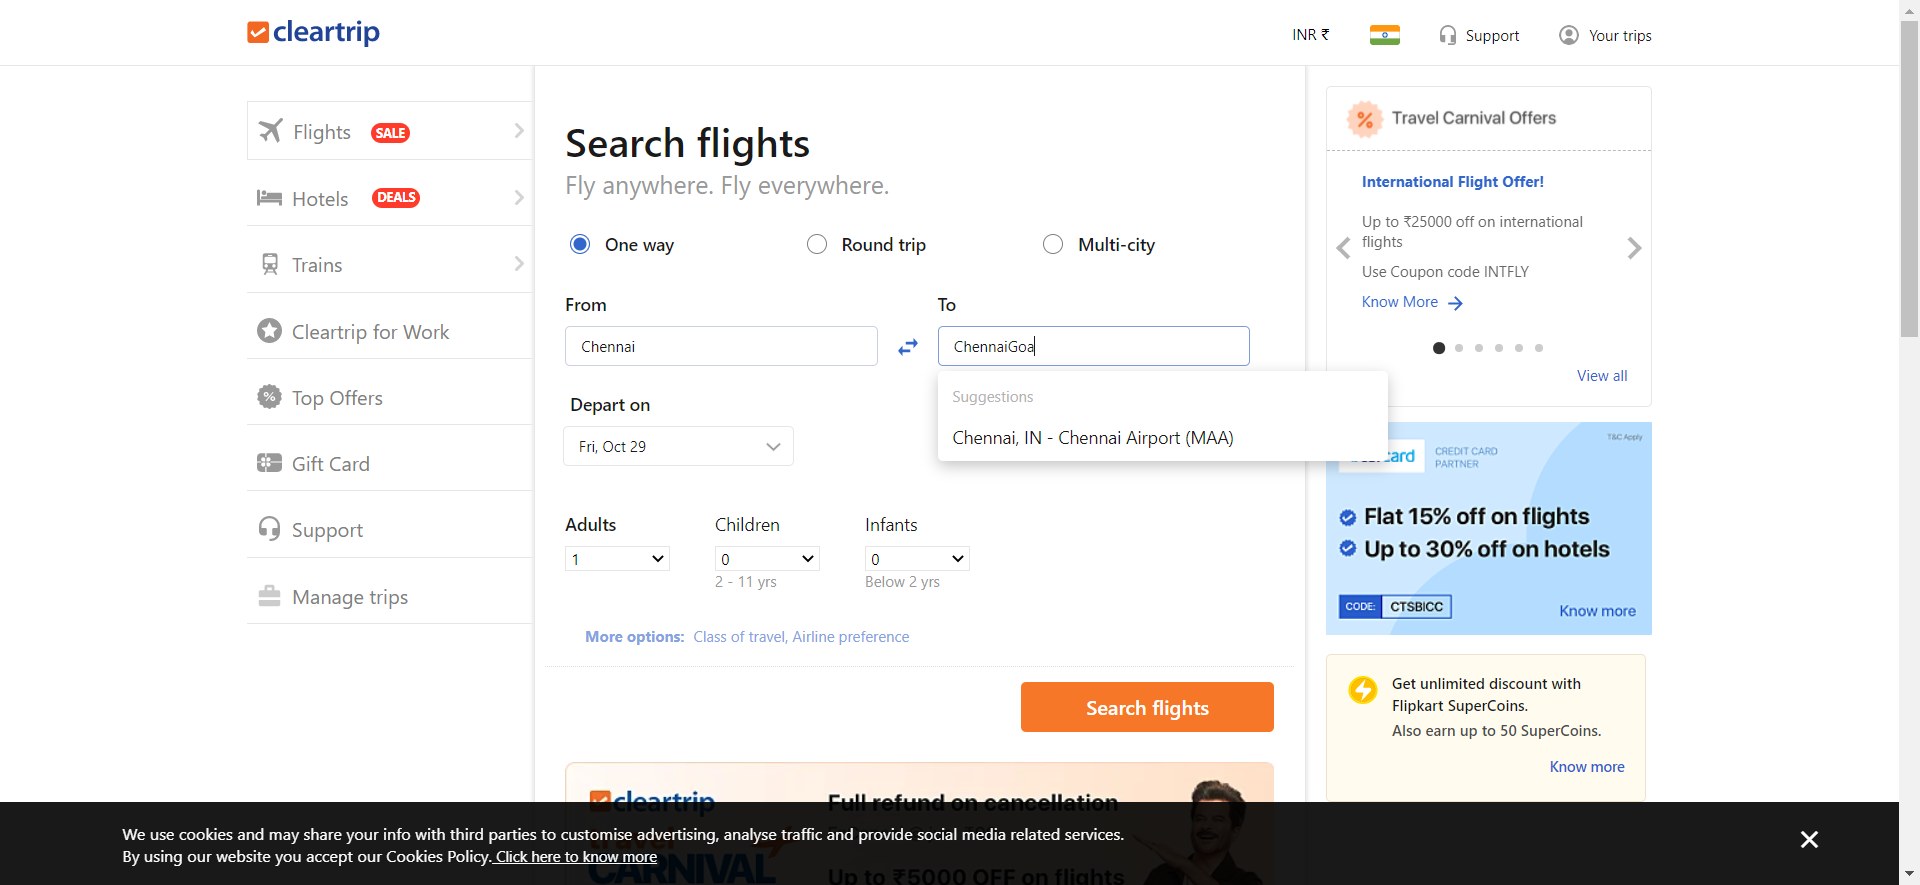 cleartrip
INR ₹
Support
Your trips
Flights SALE
Hotels DEALS
Trains
Cleartrip for Work
Top Offers
Gift Card
Support
Manage trips
Search flights
Fly anywhere. Fly everywhere.
One way Round trip Multi-city
From To
Chennai ChennaiGoa
Suggestions
Chennai, IN - Chennai Airport (MAA)
Depart on
Fri, Oct 29
Adults Children Infants
1 0 0
2 - 11 yrs Below 2 yrs
More options: Class of travel, Airline preference
Search flights
cleartrip
travel
CARNIVAL
Full refund on cancellation
Up to ₹5000 OFF on flights
Travel Carnival Offers
International Flight Offer!
Up to ₹25000 off on international
flights
Use Coupon code INTFLY
Know More
View all
T&C Apply
card
CREDIT CARD
PARTNER
Flat 15% off on flights
Up to 30% off on hotels
CODE: CTSBICC
Know more
Get unlimited discount with
Flipkart SuperCoins.
Also earn up to 50 SuperCoins.
Know more
We use cookies and may share your info with third parties to customise advertising, analyse traffic and provide social media related services.
By using our website you accept our Cookies Policy. Click here to know more